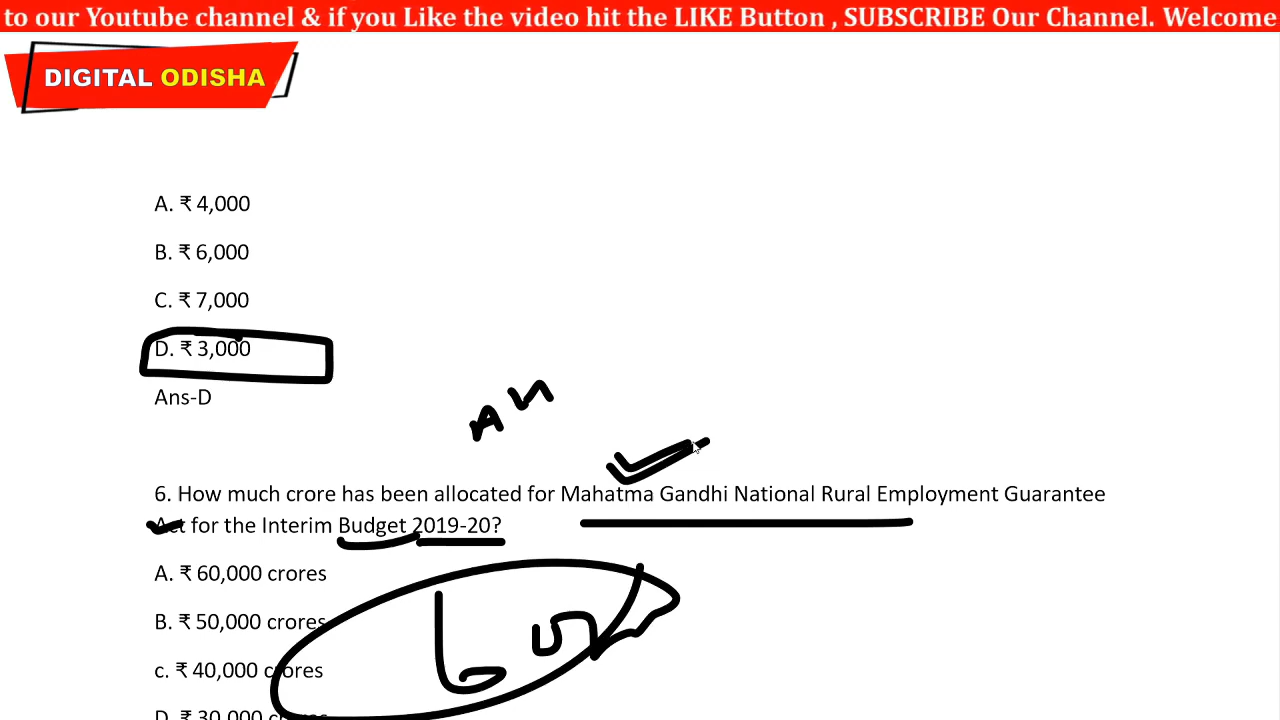 to our Youtube channel & if you Like the video hit the LIKE Button , SUBSCRIBE Our Channel. Welcome
DIGITAL ODISHA
A. ₹ 4,000
B. ₹ 6,000
C. ₹ 7,000
D. ₹ 3,000
Ans-D
6. How much crore has been allocated for Mahatma Gandhi National Rural Employment Guarantee
Act for the Interim Budget 2019-20?
A. ₹ 60,000 crores
B. ₹ 50,000 crores
c. ₹ 40,000 crores
D. ₹ 30,000 crores